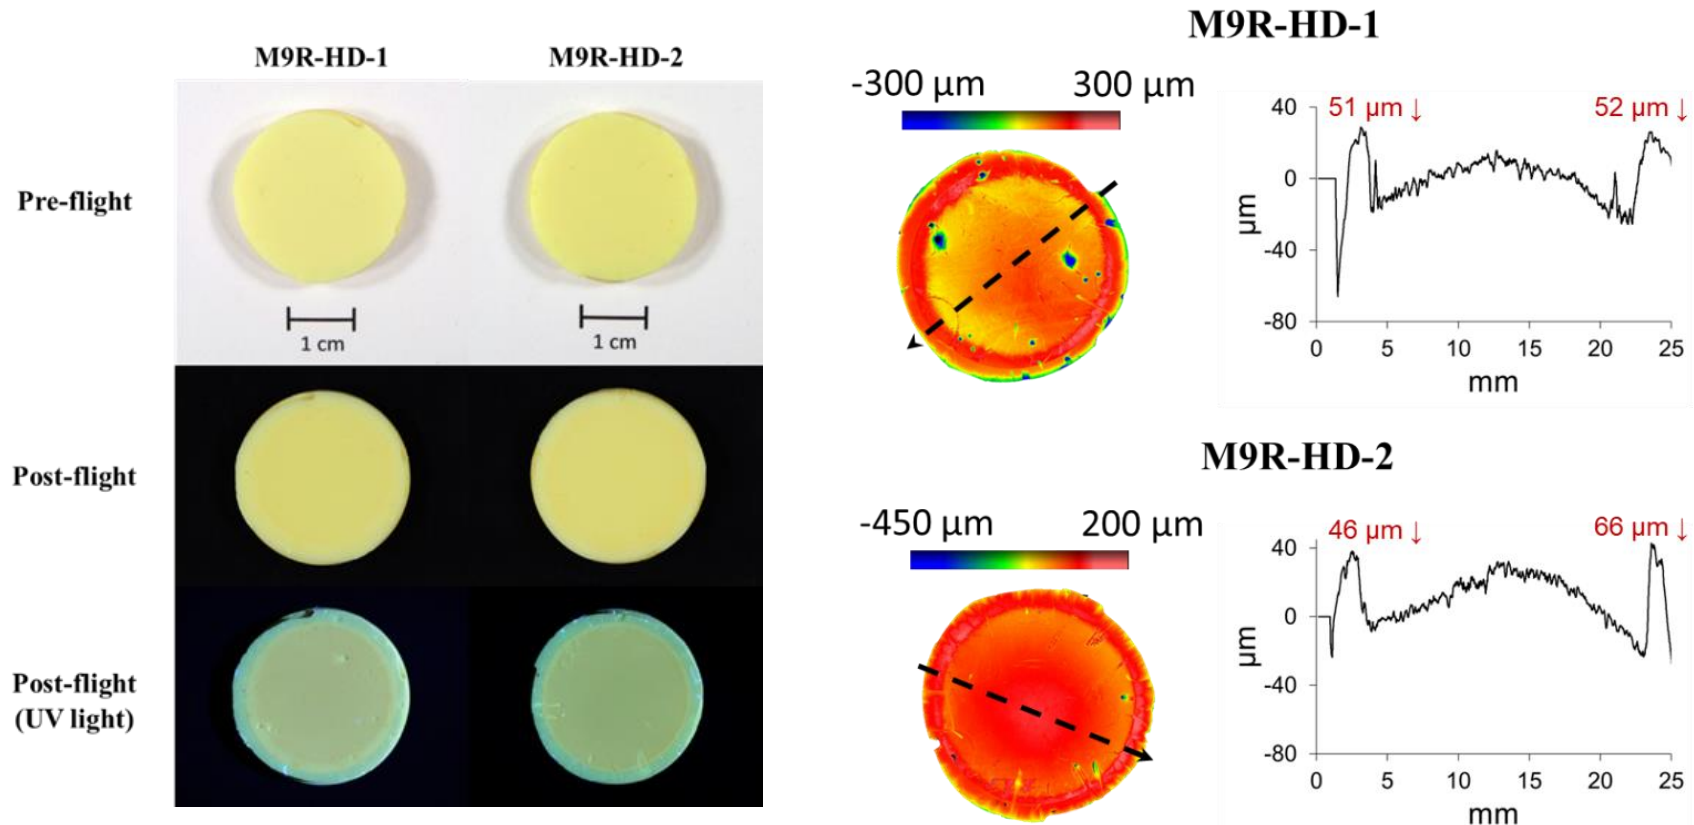 M9R-HD-1
M9R-HD-2
Pre-flight
1 cm
1 cm
Post-flight
Post-flight
(UV light)
M9R-HD-1
-300 µm
300 µm
51 µm ↓
52 µm ↓
40
0
-40
-80
µm
0 5 10 15 20 25
mm
M9R-HD-2
-450 µm
200 µm
46 µm ↓
66 µm ↓
40
0
-40
-80
µm
0 5 10 15 20 25
mm